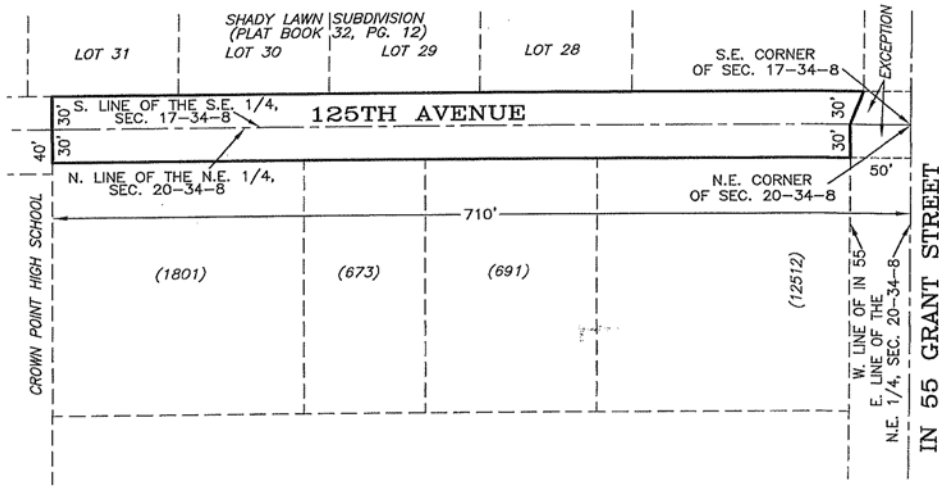 SHADY LAWN SUBDIVISION
(PLAT BOOK 32, PG. 12)
LOT 31
LOT 30
LOT 29
LOT 28
S.E. CORNER
OF SEC. 17-34-8
EXCEPTION
30'
S. LINE OF THE S.E. 1/4,
SEC. 17-34-8
125TH AVENUE
30'
40'
30'
N. LINE OF THE N.E. 1/4,
SEC. 20-34-8
30'
50'
N.E. CORNER
OF SEC. 20-34-8
710'
CROWN POINT HIGH SCHOOL
(1801)
(673)
(691)
(12512)
W. LINE OF IN 55
E. LINE OF THE
N.E. 1/4, SEC. 20-34-8
IN 55 GRANT STREET